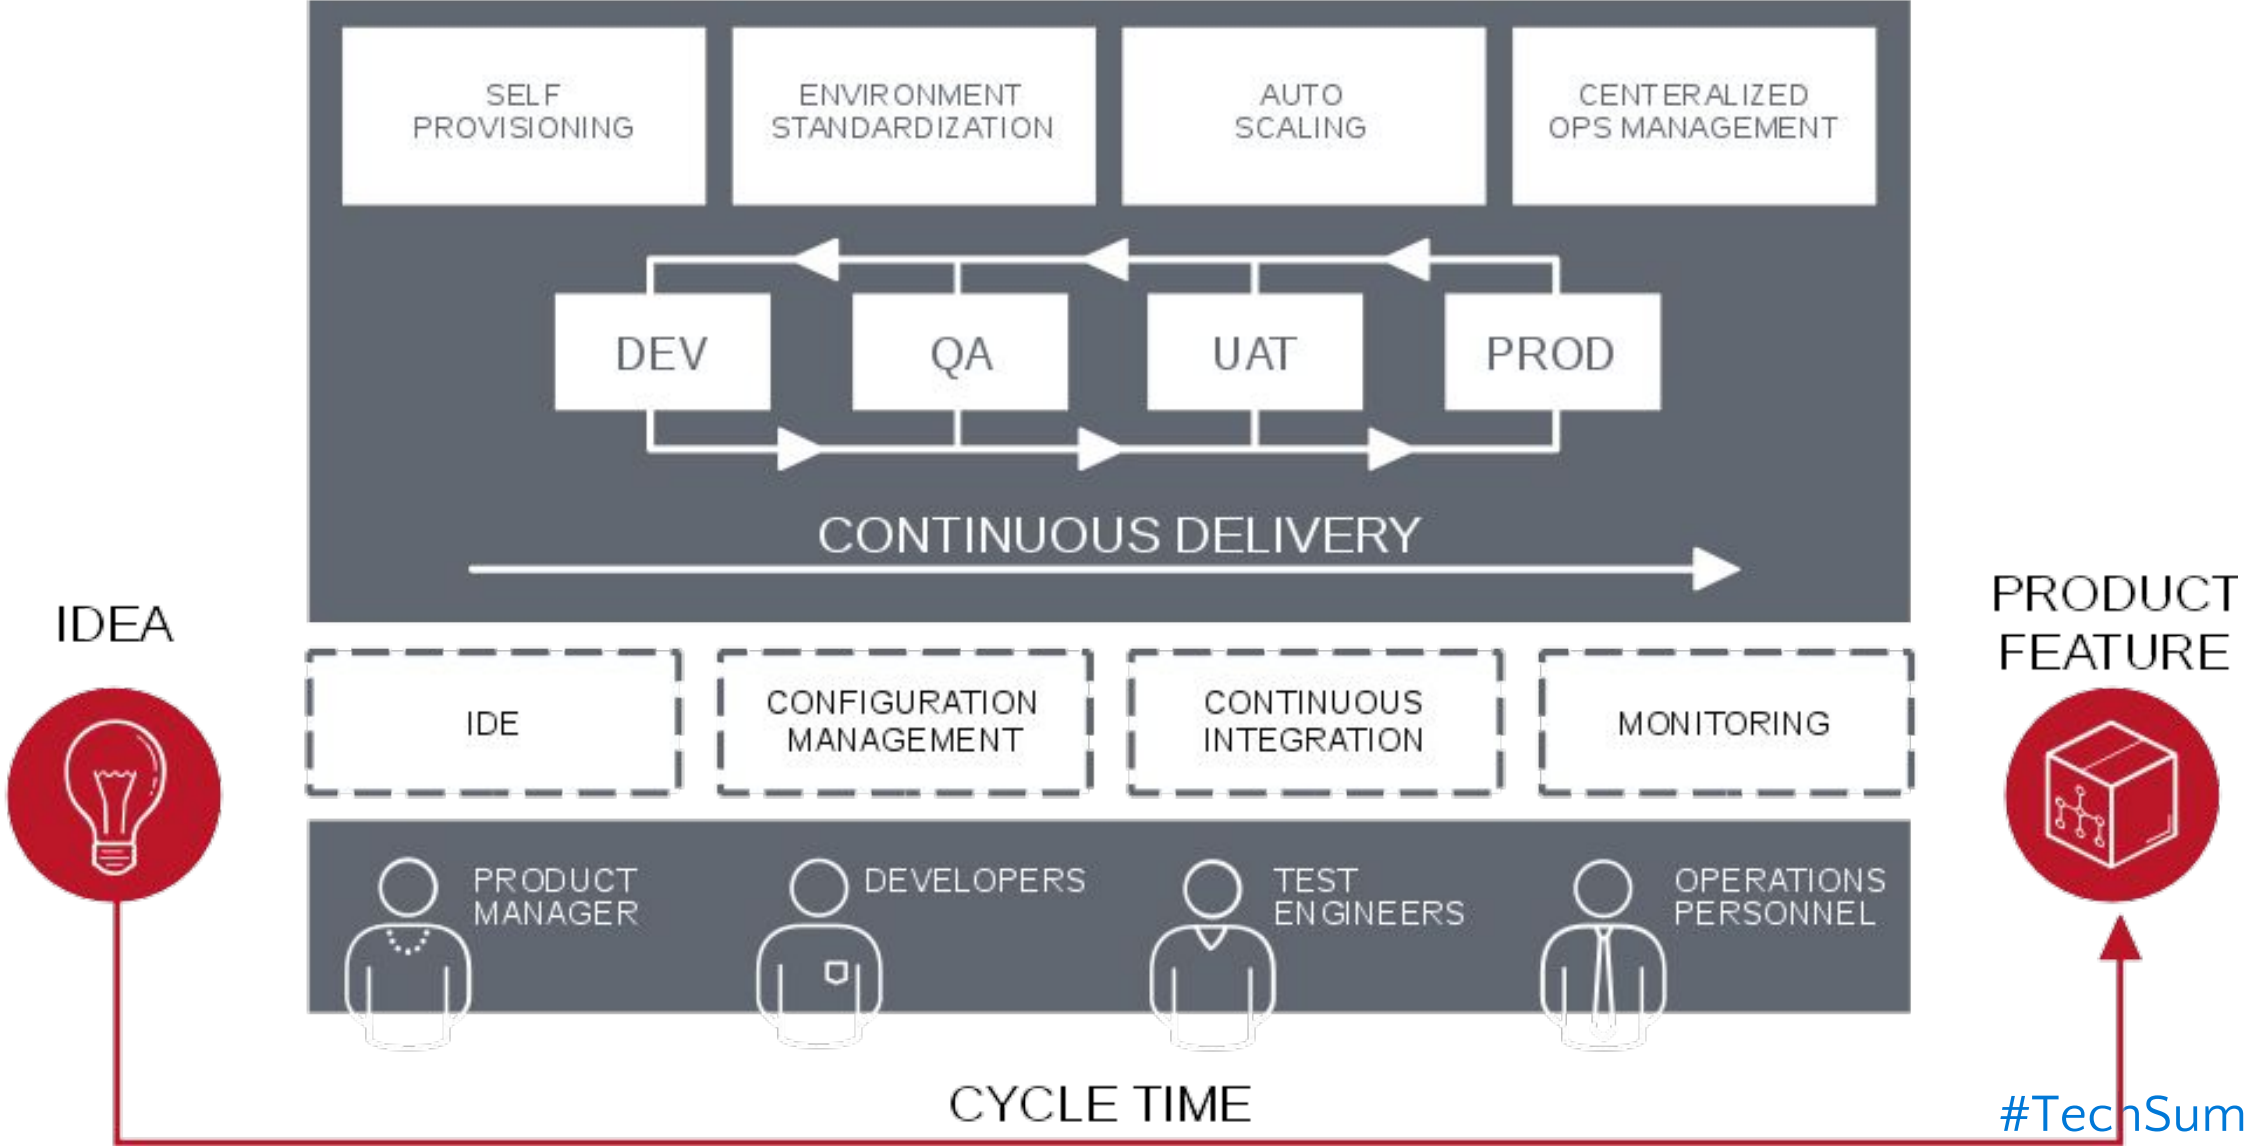 SELF
PROVISIONING
ENVIRONMENT
STANDARDIZATION
AUTO
SCALING
CENTERALIZED
OPS MANAGEMENT
DEV
QA
UAT
PROD
CONTINUOUS DELIVERY
IDEA
PRODUCT
FEATURE
IDE
CONFIGURATION
MANAGEMENT
CONTINUOUS
INTEGRATION
MONITORING
PRODUCT
MANAGER
DEVELOPERS
TEST
ENGINEERS
OPERATIONS
PERSONNEL
CYCLE TIME
#TechSum